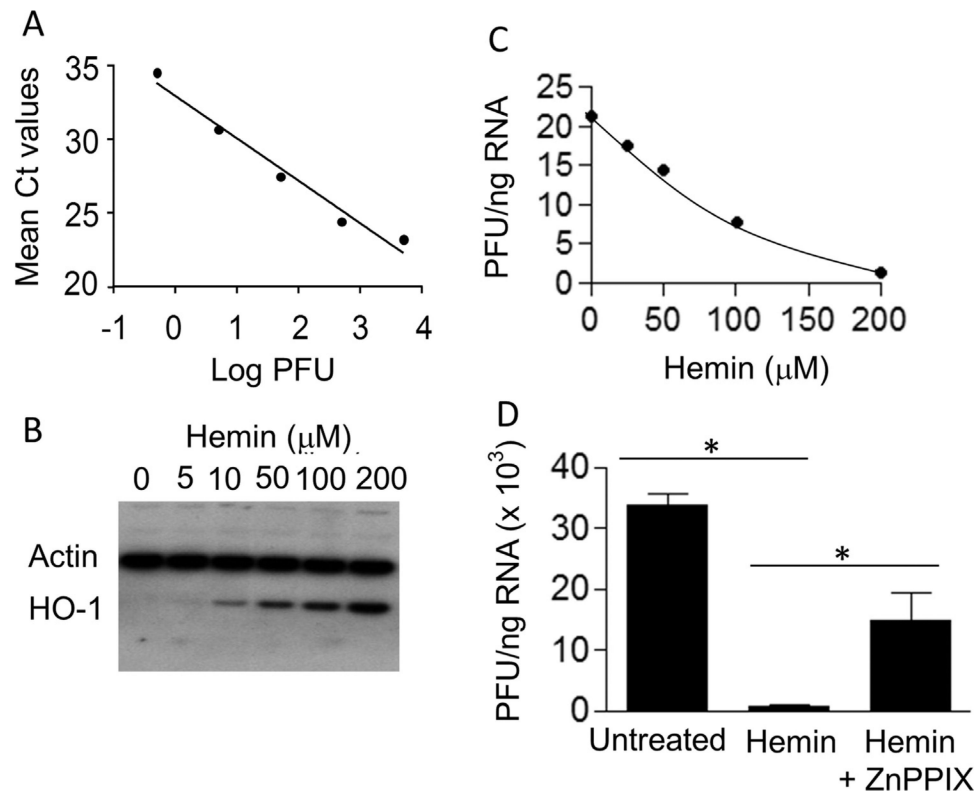 A
Mean Ct values
35
30
25
20
-1 0 1 2 3 4
Log PFU
B
Hemin (μM)
0 5 10 50 100 200
Actin
HO-1
C
PFU/ng RNA
25
20
15
10
5
0
0 50 100 150 200
Hemin (μM)
D
PFU/ng RNA (x 10³)
40
30
20
10
0
*
*
Untreated Hemin Hemin
+ ZnPPIX